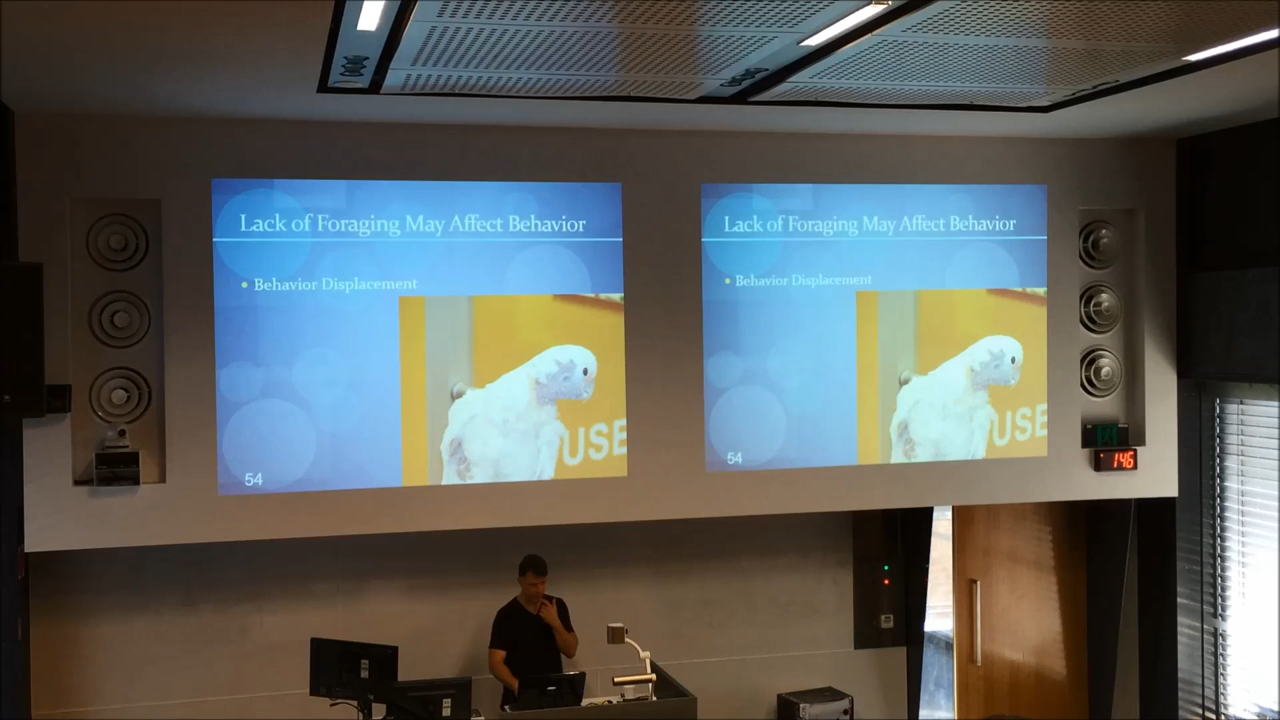 Lack of Foraging May Affect Behavior
• Behavior Displacement
USE
54
Lack of Foraging May Affect Behavior
• Behavior Displacement
USE
54
146